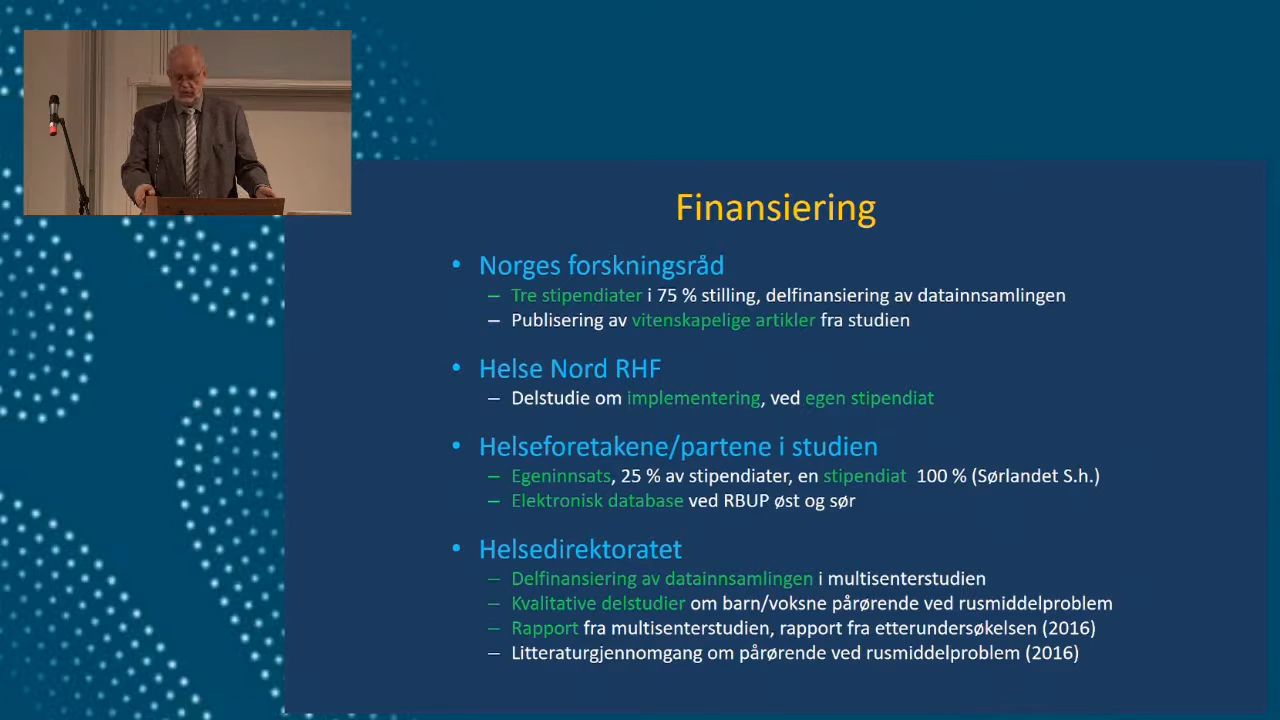 Finansiering
• Norges forskningsråd
– Tre stipendiater i 75 % stilling, delfinansiering av datainnsamlingen
– Publisering av vitenskapelige artikler fra studien
• Helse Nord RHF
– Delstudie om implementering, ved egen stipendiat
• Helseforetakene/partene i studien
– Egeninnsats, 25 % av stipendiater, en stipendiat 100 % (Sørlandet S.h.)
– Elektronisk database ved RBUP øst og sør
• Helsedirektoratet
– Delfinansiering av datainnsamlingen i multisenterstudien
– Kvalitative delstudier om barn/voksne pårørende ved rusmiddelproblem
– Rapport fra multisenterstudien, rapport fra etterundersøkelsen (2016)
– Litteraturgjennomgang om pårørende ved rusmiddelproblem (2016)